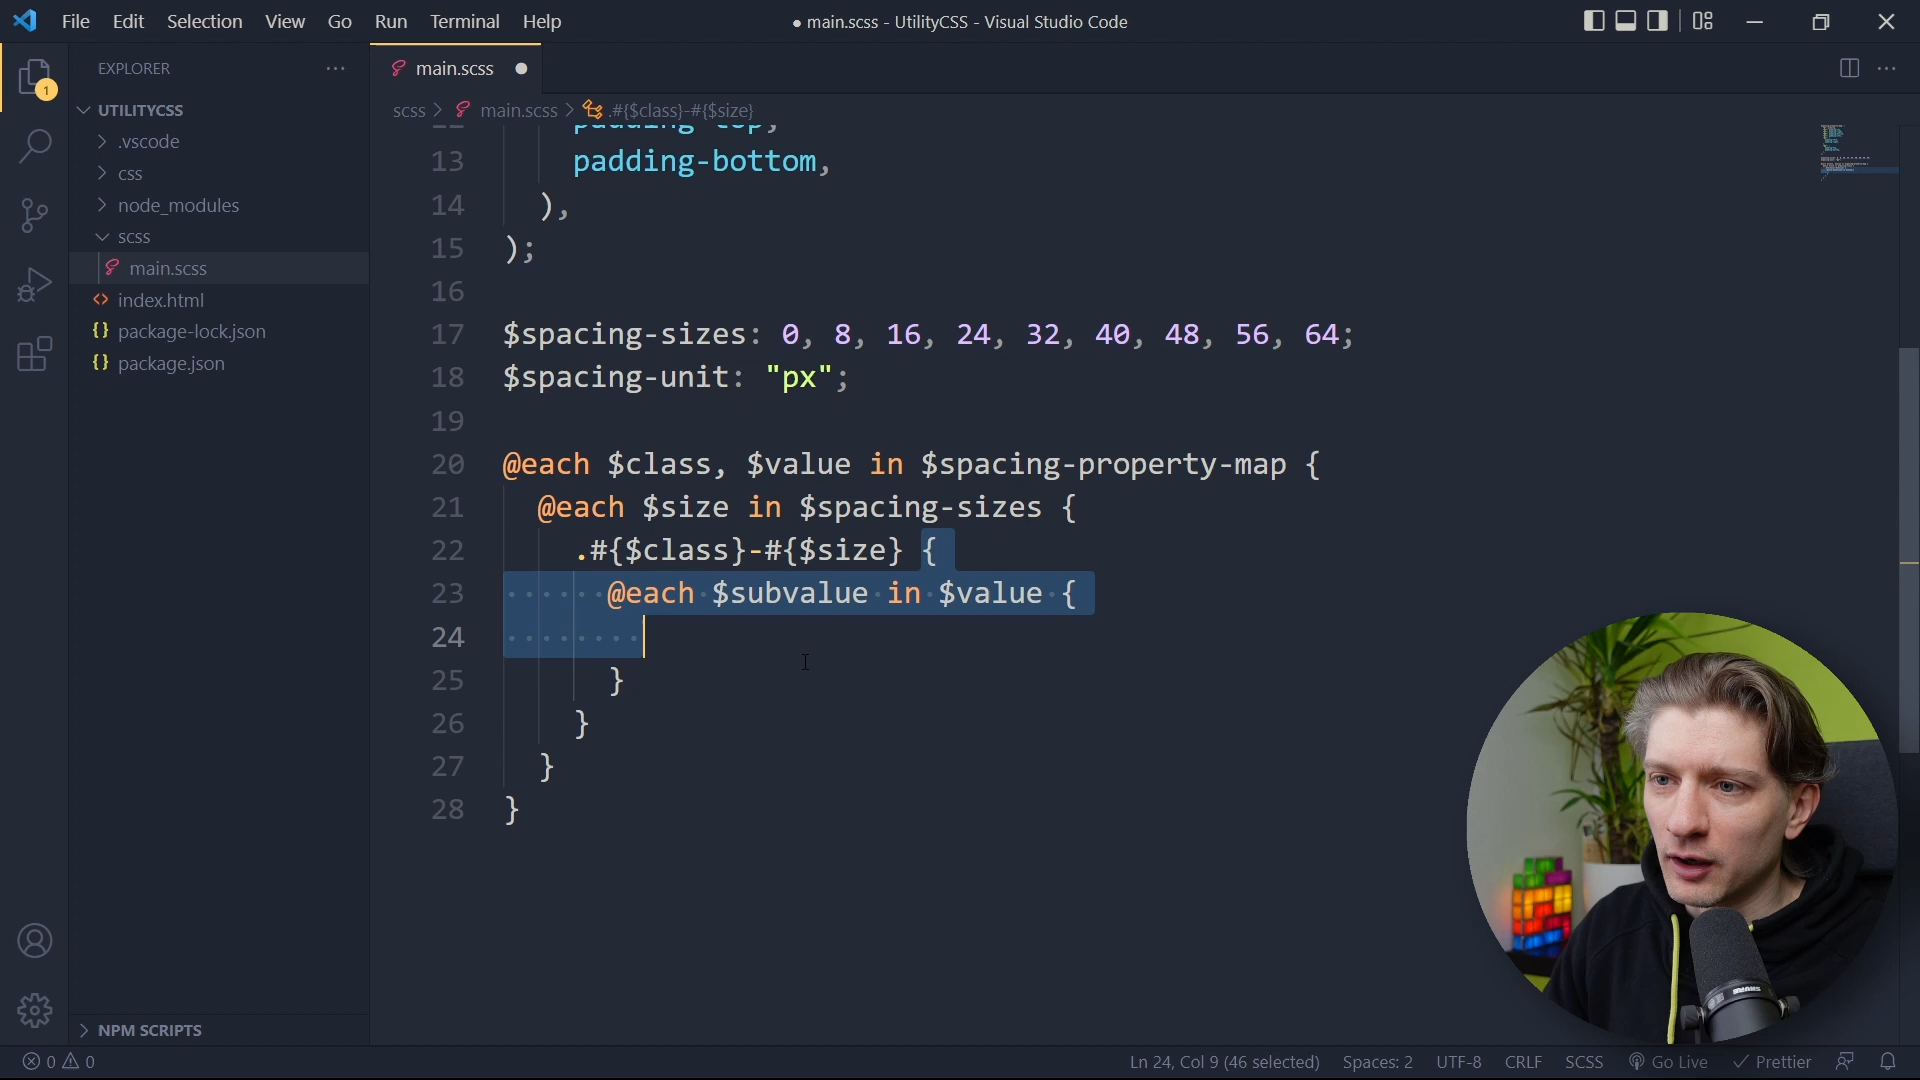 File Edit Selection View Go Run Terminal Help
● main.scss - UtilityCSS - Visual Studio Code
EXPLORER
1
UTILITYCSS
.vscode
css
node_modules
scss
main.scss
index.html
package-lock.json
package.json
NPM SCRIPTS
main.scss
scss > main.scss > .#{$class}-#{$size}
12 padding-top,
13 padding-bottom,
14 ),
15 );
16
17 $spacing-sizes: 0, 8, 16, 24, 32, 40, 48, 56, 64;
18 $spacing-unit: "px";
19
20 @each $class, $value in $spacing-property-map {
21 @each $size in $spacing-sizes {
22 .#{$class}-#{$size} {
23 @each $subvalue in $value {
24
25 }
26 }
27 }
28 }
SHURE
0 0
Ln 24, Col 9 (46 selected) Spaces: 2 UTF-8 CRLF SCSS Go Live Prettier